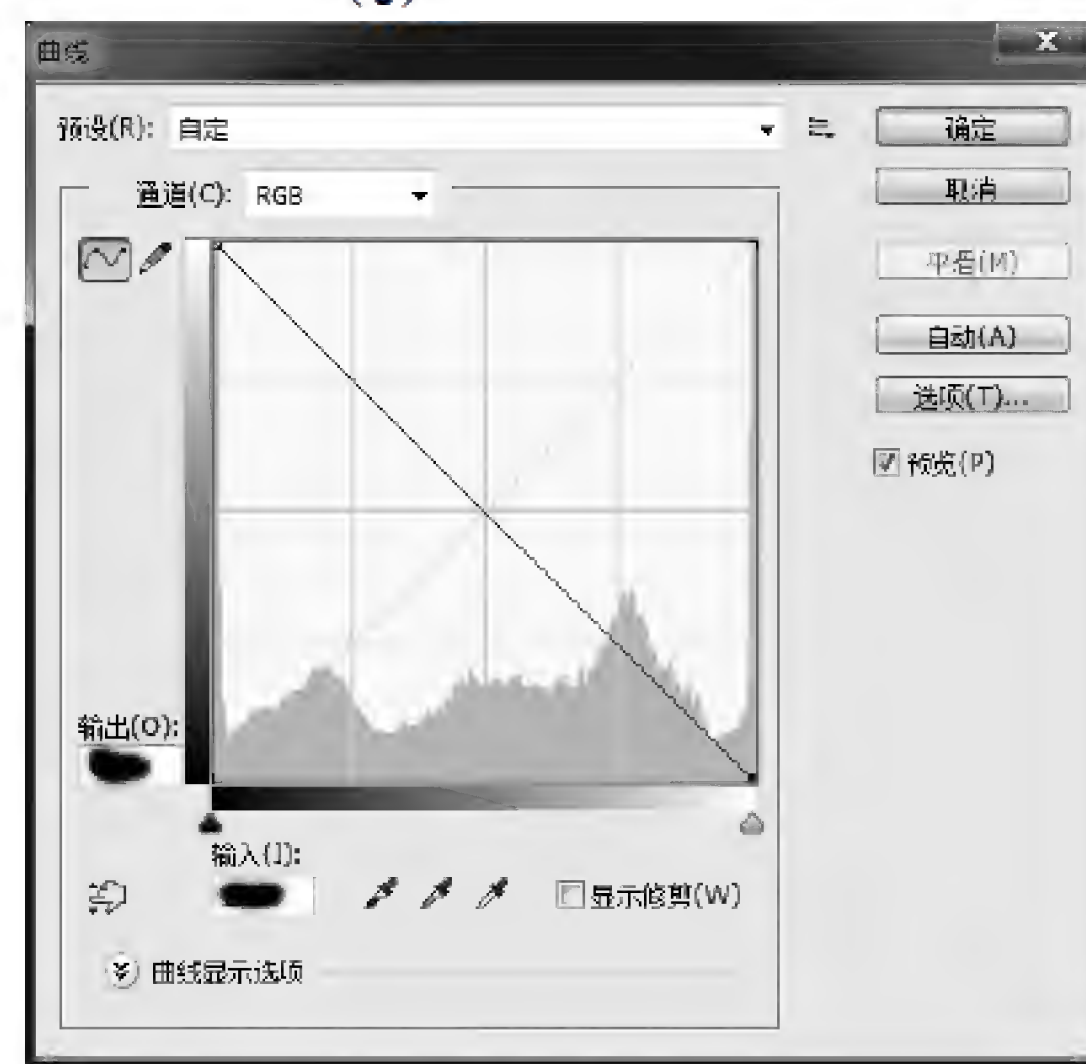 曲线
预设(R): 自定
确定
通道(C): RGB
取消
平滑(M)
自动(A)
选项(T)...
预览(P)
输出(O):
输入(I):
显示修剪(W)
曲线显示选项